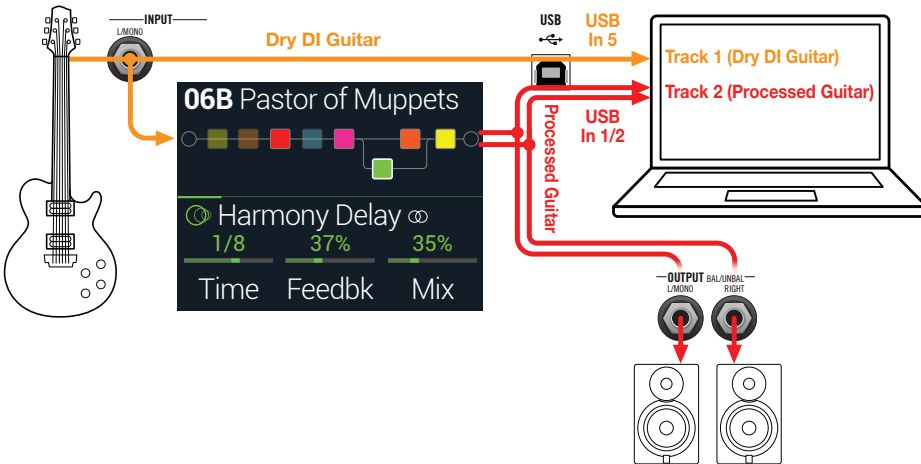 INPUT
L/MONO
Dry DI Guitar
USB
USB
In 5
06B Pastor of Muppets
Harmony Delay
1/8 37% 35%
Time Feedbk Mix
Processed Guitar
USB
In 1/2
Track 1 (Dry DI Guitar)
Track 2 (Processed Guitar)
OUTPUT BAL/UNBAL
L/MONO RIGHT